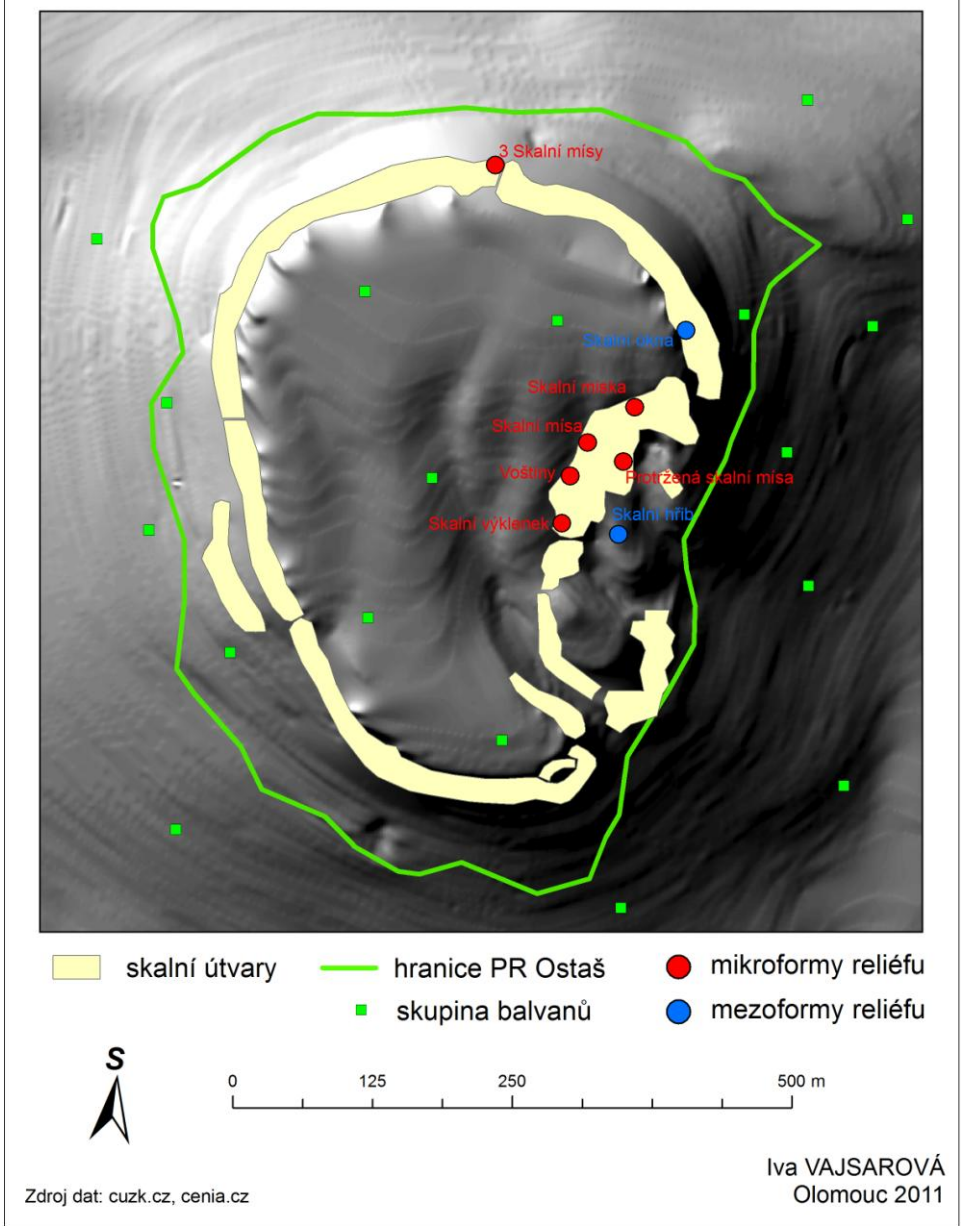 3 Skalní mísy
Skalní okna
Skalní miska
Skalní mísa
Voštiny
Protržená skalní mísa
Skalní výklenek
Skalní hřib
skalní útvary
hranice PR Ostaš
mikroformy reliéfu
skupina balvanů
mezoformy reliéfu
S
0 125 250 500 m
Iva VAJSAROVÁ
Zdroj dat: cuzk.cz, cenia.cz
Olomouc 2011